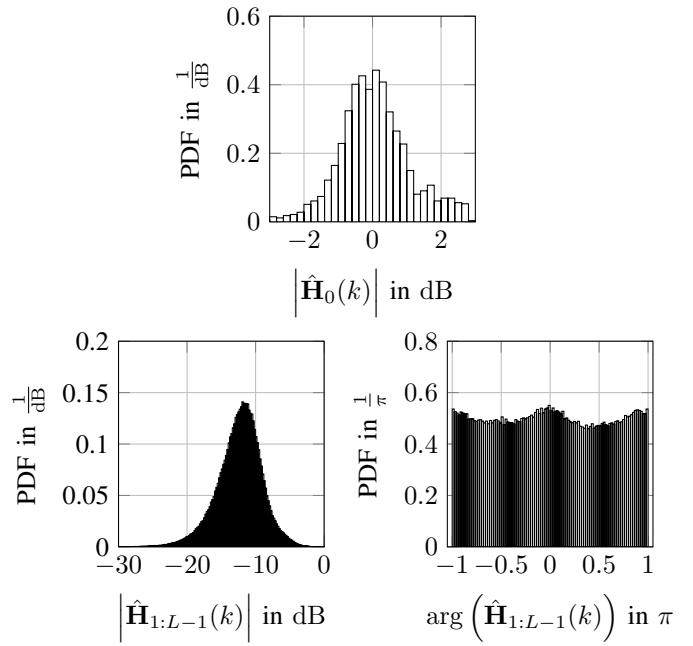 0.6
0.4
0.2
0
PDF in 1/dB
−2 0 2
|Ĥ₀(k)| in dB
0.2
0.15
0.1
0.05
0
PDF in 1/dB
−30 −20 −10 0
|Ĥ₁:L−1(k)| in dB
0.8
0.6
0.4
0.2
0
PDF in 1/π
−1 −0.5 0 0.5 1
arg (Ĥ₁:L−1(k)) in π